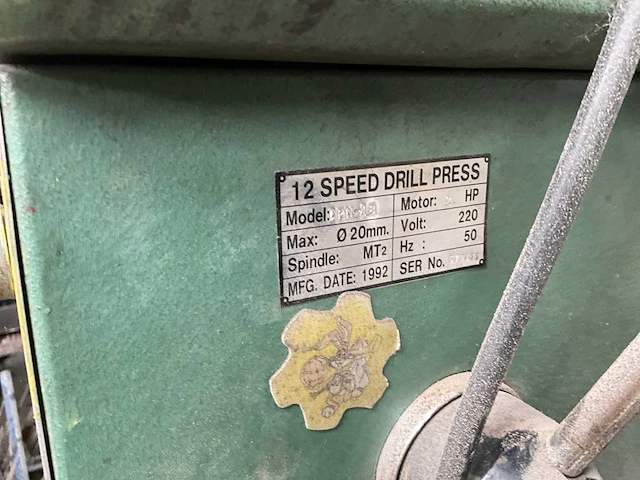 12 SPEED DRILL PRESS
Model:
Motor: HP
Max: Ø 20mm.
Volt: 220
Spindle: MT2
Hz : 50
MFG. DATE: 1992
SER No.